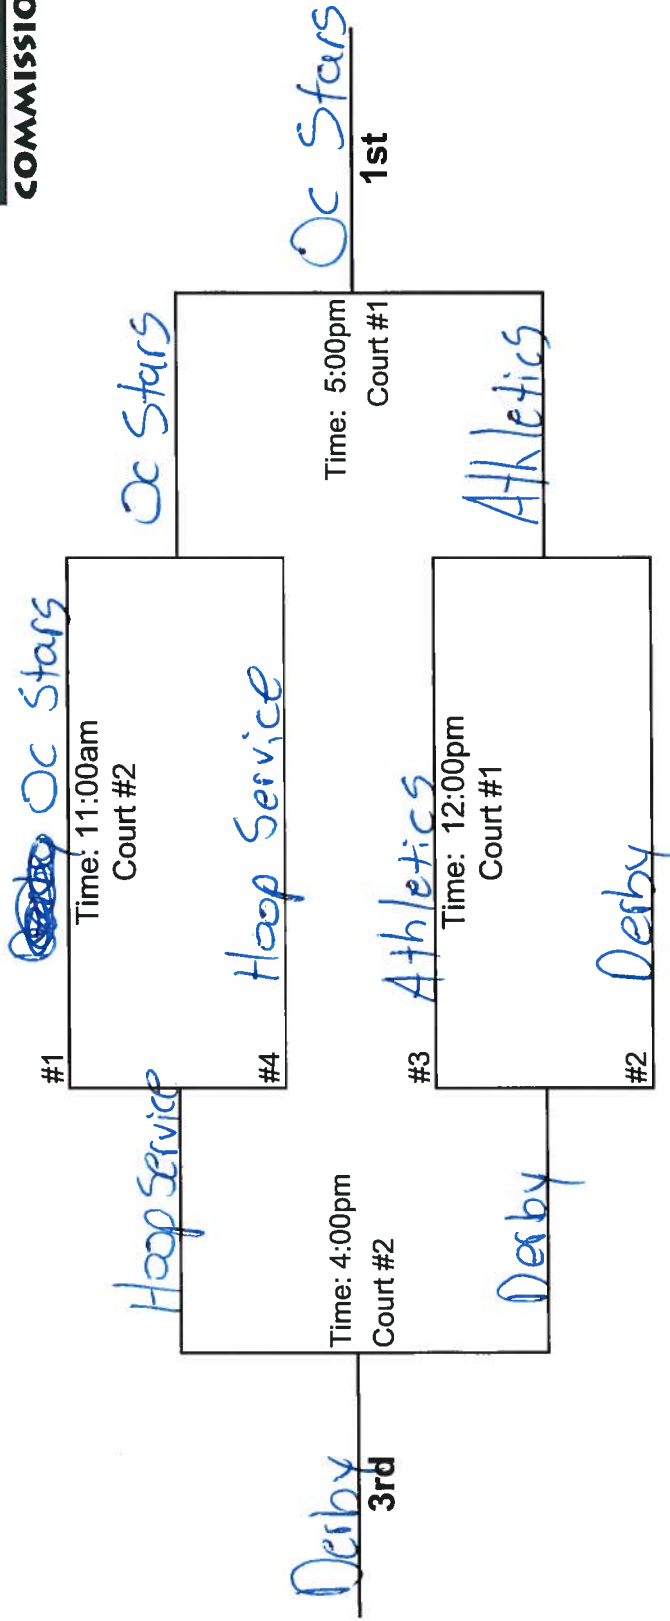 COMMISSIO
Oc Stars
#1
Time: 11:00am
Court #2
Hoop Service
#4
Oc Stars
Hoop Service
Time: 4:00pm
Court #2
Derby
3rd
Time: 5:00pm
Court #1
Oc Stars
1st
Athletics
#3
Time: 12:00pm
Court #1
Derby
#2
Athletics
Derby